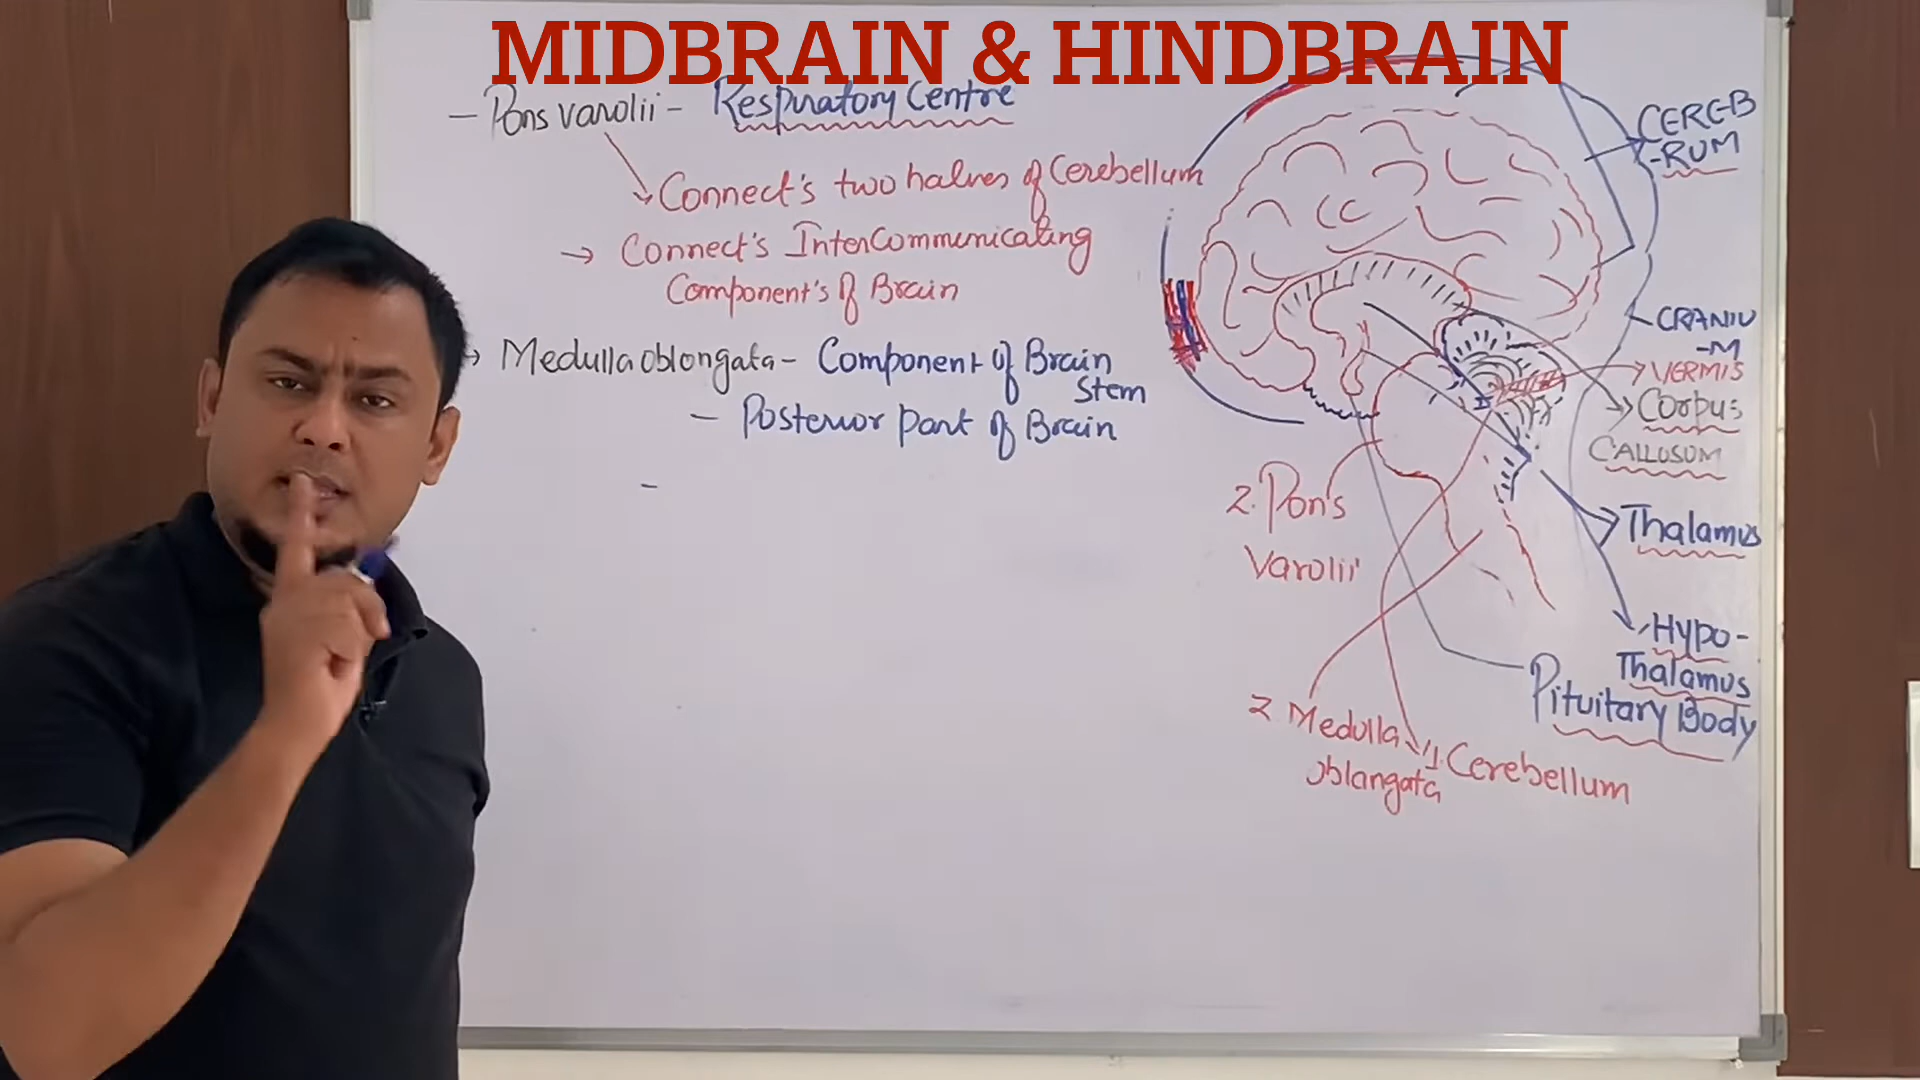 MIDBRAIN & HINDBRAIN
- Pons varolii - Respiratory Centre
Connect's two halves of Cerebellum
→ Connect's InterCommunicating
Component's of Brain
→ Medulla oblongata - Component of Brain
Stem
- Posterior part of Brain
-
CEREB
-RUM
CRANIU
-M
VERMIS
Corpus
CALLOSUM
Thalamus
Hypo-
Thalamus
Pituitary Body
2. Pons
Varolii
2. Medulla
oblangata
1. Cerebellum